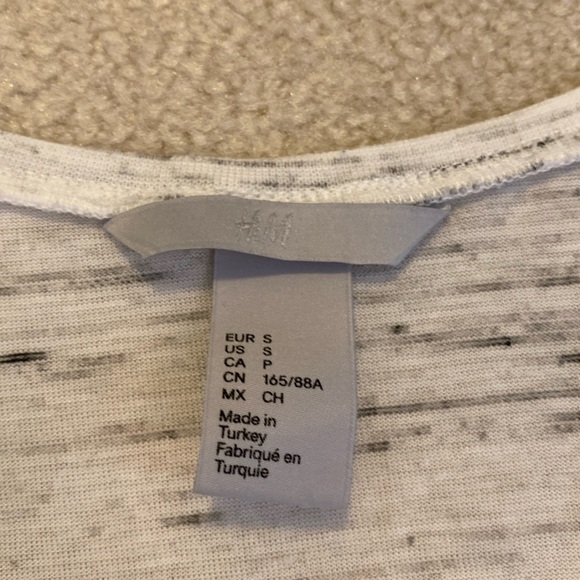 H&M
EUR S
US S
CA P
CN 165/88A
MX CH
Made in
Turkey
Fabriqué en
Turquie